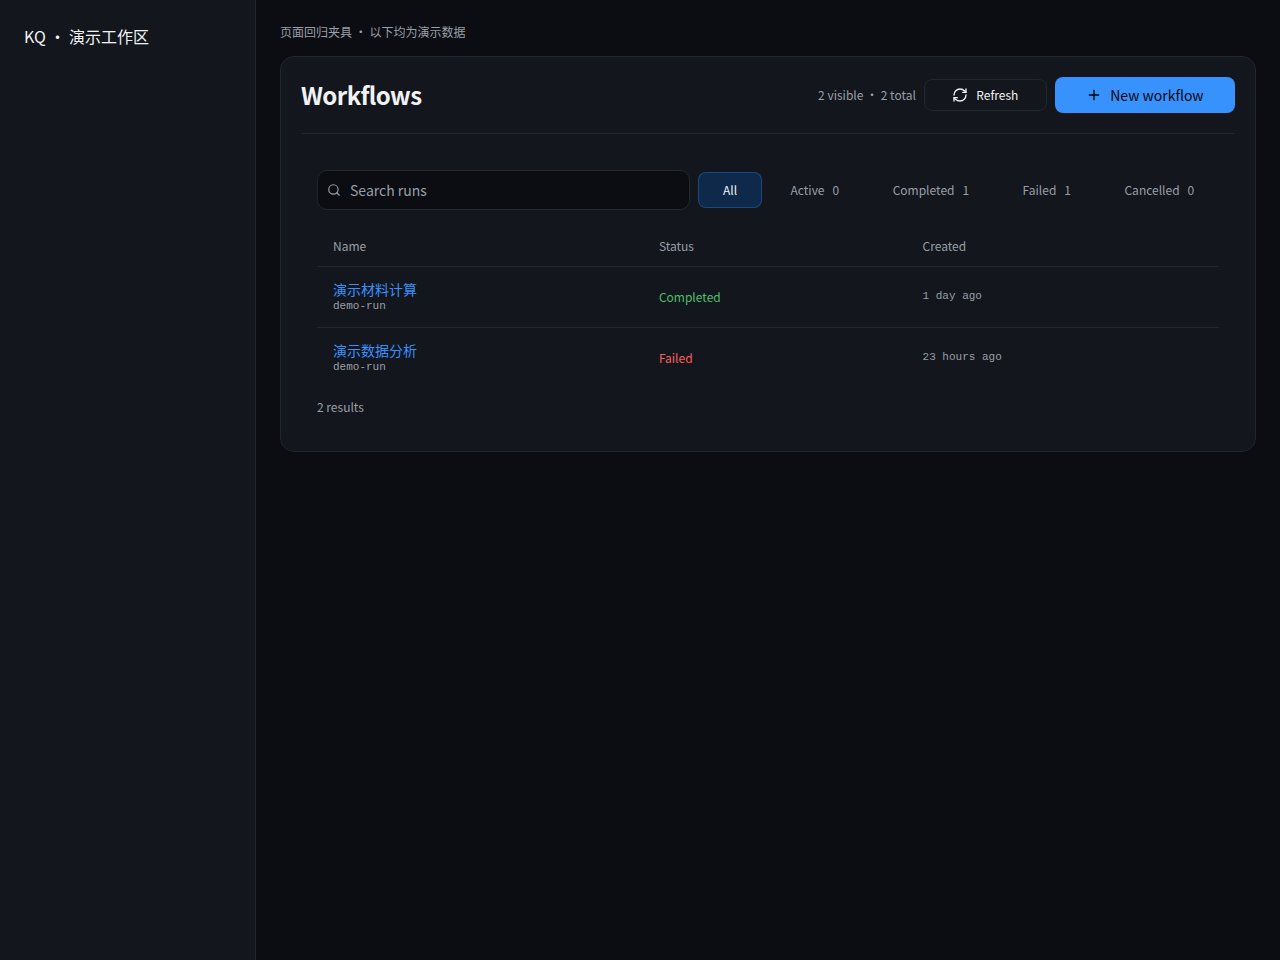 KQ · 演示工作区
页面回归夹具 · 以下均为演示数据
Workflows
2 visible · 2 total
Refresh
New workflow
Search runs
All
Active 0
Completed 1
Failed 1
Cancelled 0
Name Status Created
演示材料计算
demo-run
Completed
1 day ago
演示数据分析
demo-run
Failed
23 hours ago
2 results